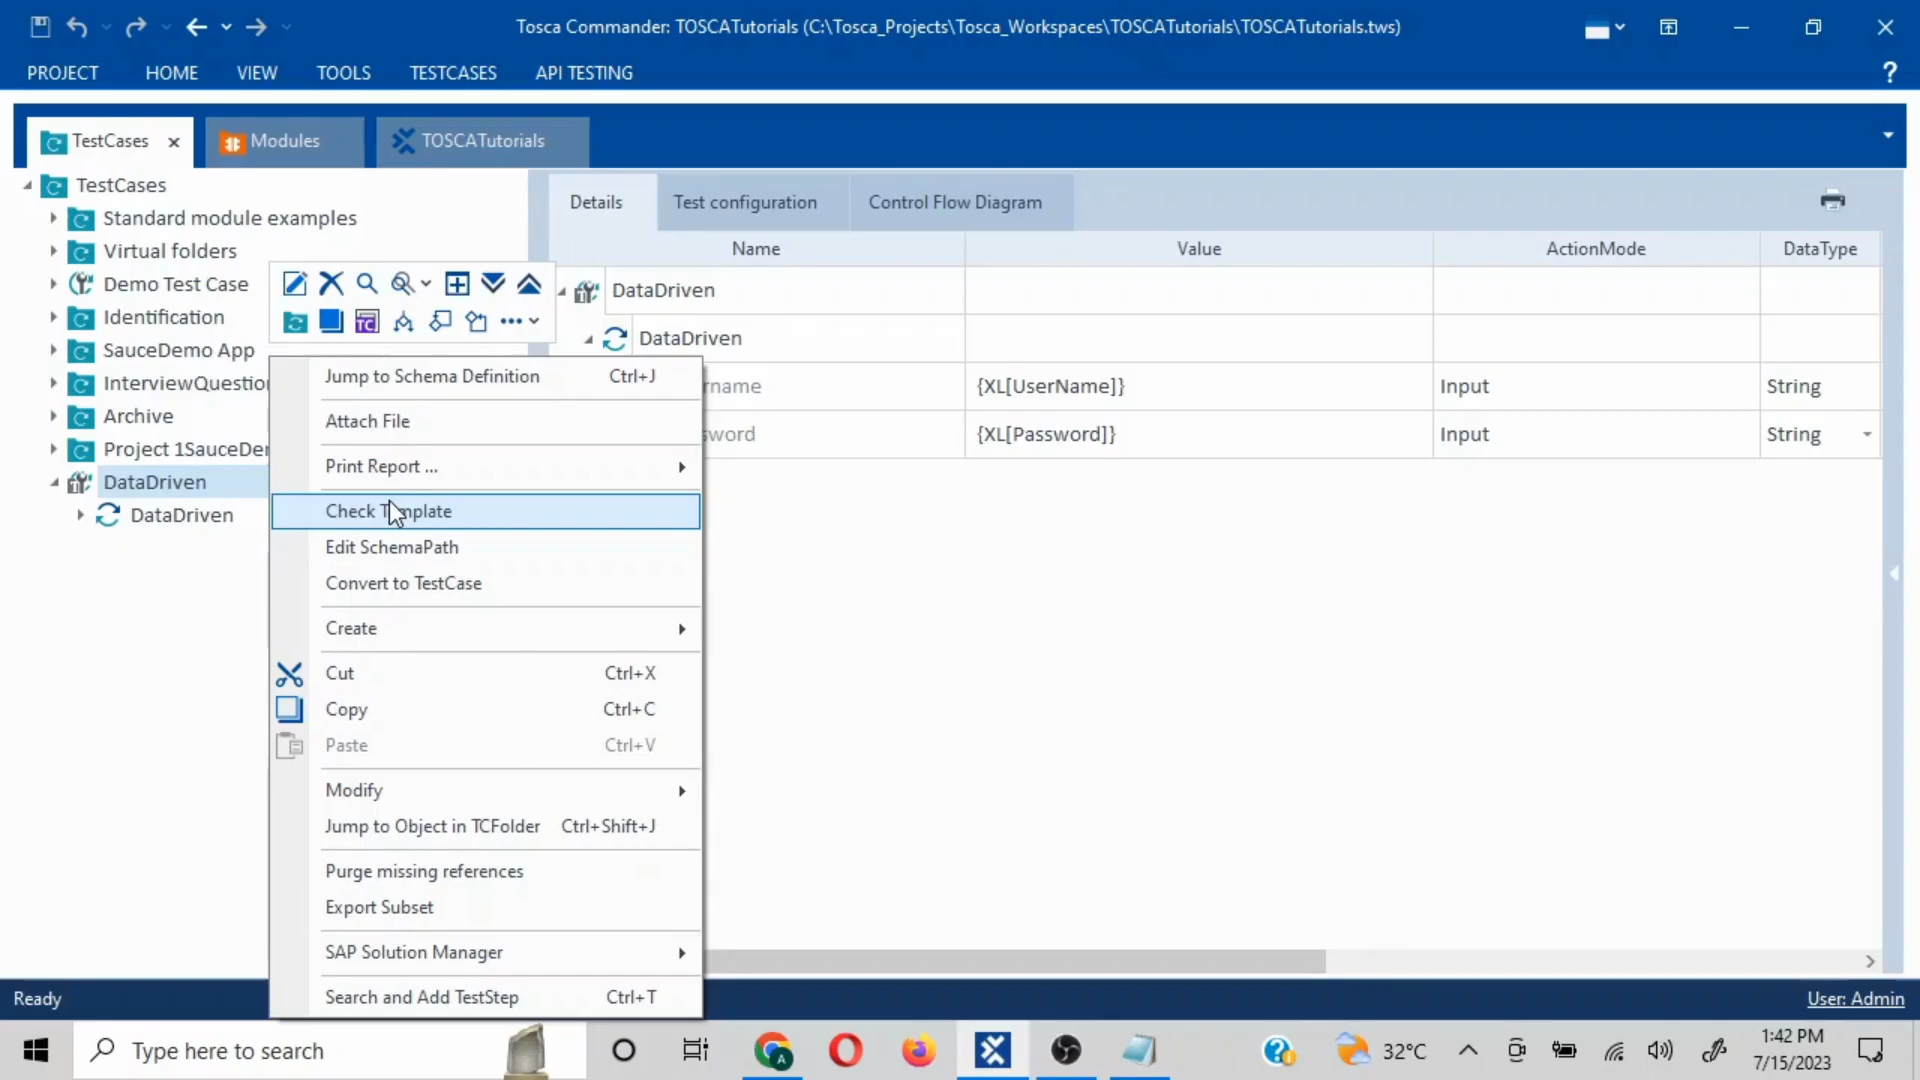 Tosca Commander: TOSCATutorials (C:\Tosca_Projects\Tosca_Workspaces\TOSCATutorials\TOSCATutorials.tws)
PROJECT HOME VIEW TOOLS TESTCASES API TESTING ?
TestCases × Modules TOSCATutorials
TestCases
Standard module examples
Virtual folders
Demo Test Case
Identification
SauceDemo App
InterviewQuestion
Archive
Project 1SauceDem
DataDriven
DataDriven
TC
Jump to Schema Definition Ctrl+J
Attach File
Print Report ...
Check Template
Edit SchemaPath
Convert to TestCase
Create
Cut Ctrl+X
Copy Ctrl+C
Paste Ctrl+V
Modify
Jump to Object in TCFolder Ctrl+Shift+J
Purge missing references
Export Subset
SAP Solution Manager
Search and Add TestStep Ctrl+T
Details Test configuration Control Flow Diagram
Name Value ActionMode DataType
DataDriven
DataDriven
rname {XL[UserName]} Input String
sword {XL[Password]} Input String
Ready User: Admin
Type here to search 32°C 1:42 PM
7/15/2023